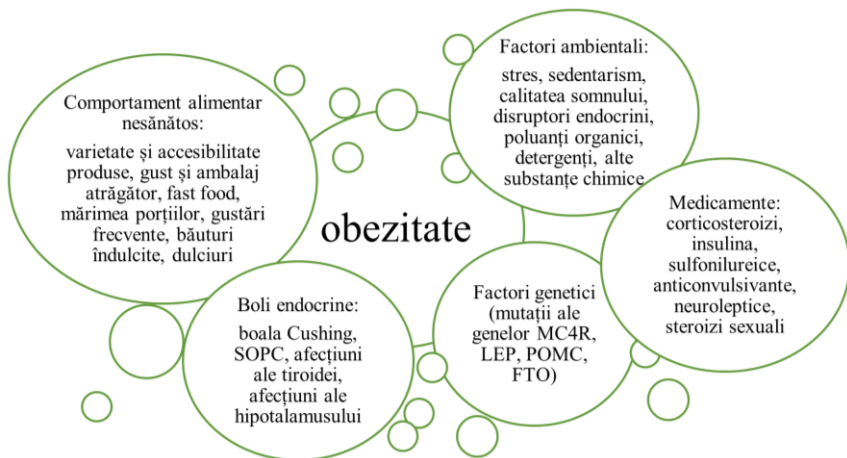 Comportament alimentar
nesănătos:
varietate și accesibilitate
produse, gust și ambalaj
atrăgător, fast food,
mărimea porțiilor, gustări
frecvente, băuturi
îndulcite, dulciuri
Factori ambientali:
stres, sedentarism,
calitatea somnului,
disruptori endocrini,
poluanți organici,
detergenți, alte
substanțe chimice
obezitate
Medicamente:
corticosteroizi,
insulina,
sulfonilureice,
anticonvulsivante,
neuroleptice,
steroizi sexuali
Boli endocrine:
boala Cushing,
SOPC, afecțiuni
ale tiroidei,
afecțiuni ale
hipotalamusului
Factori genetici
(mutații ale
genelor MC4R,
LEP, POMC,
FTO)